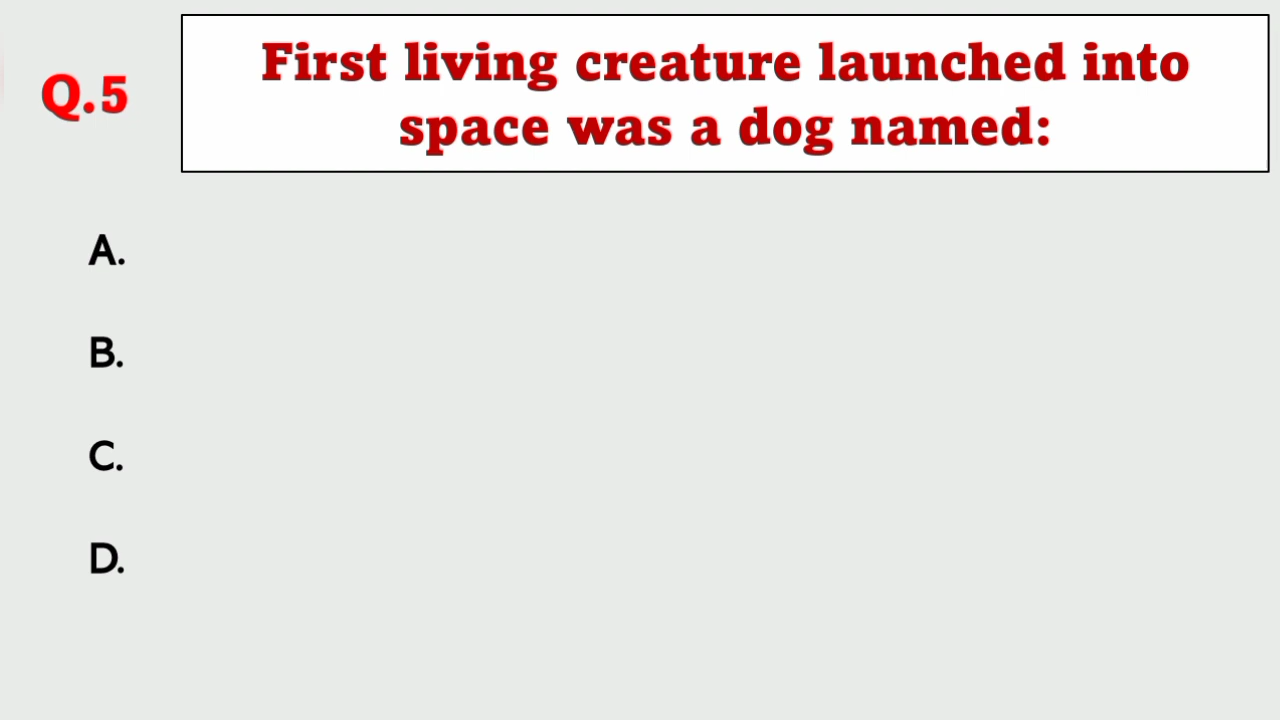 Q.5
First living creature launched into
space was a dog named:
A.
B.
C.
D.